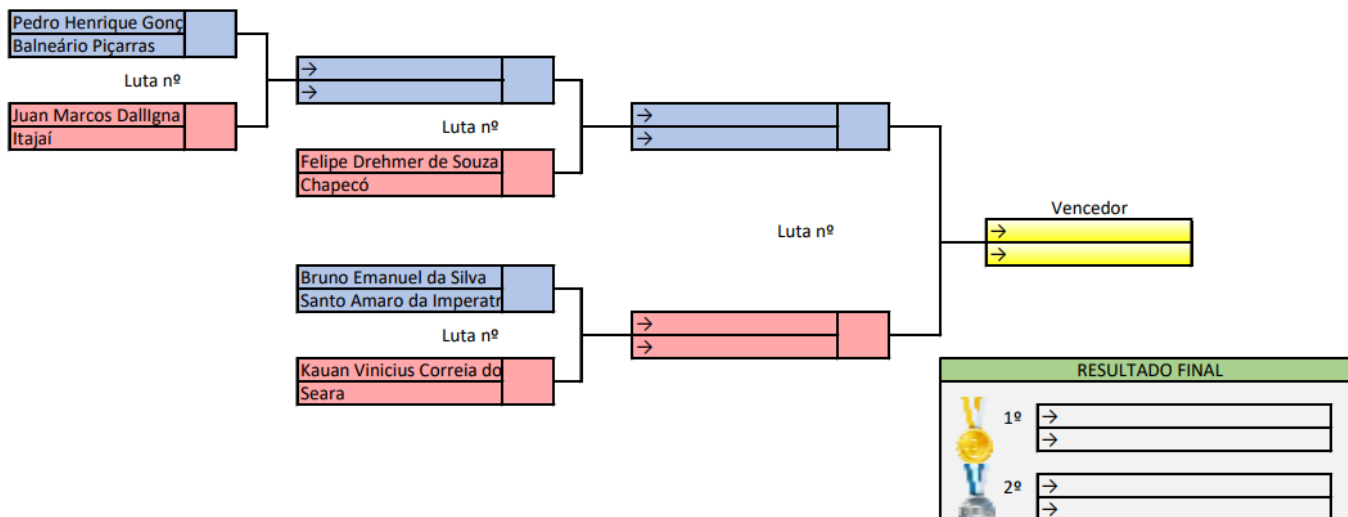 Pedro Henrique Gonç
Balneário Piçarras
Luta nº
Juan Marcos DallIgna
Itajaí
→
→
Luta nº
Felipe Drehmer de Souza
Chapecó
→
→
Luta nº
Vencedor
→
→
Bruno Emanuel da Silva
Santo Amaro da Imperatr
Luta nº
Kauan Vinicius Correia do
Seara
→
→
RESULTADO FINAL
1º →
→
2º →
→